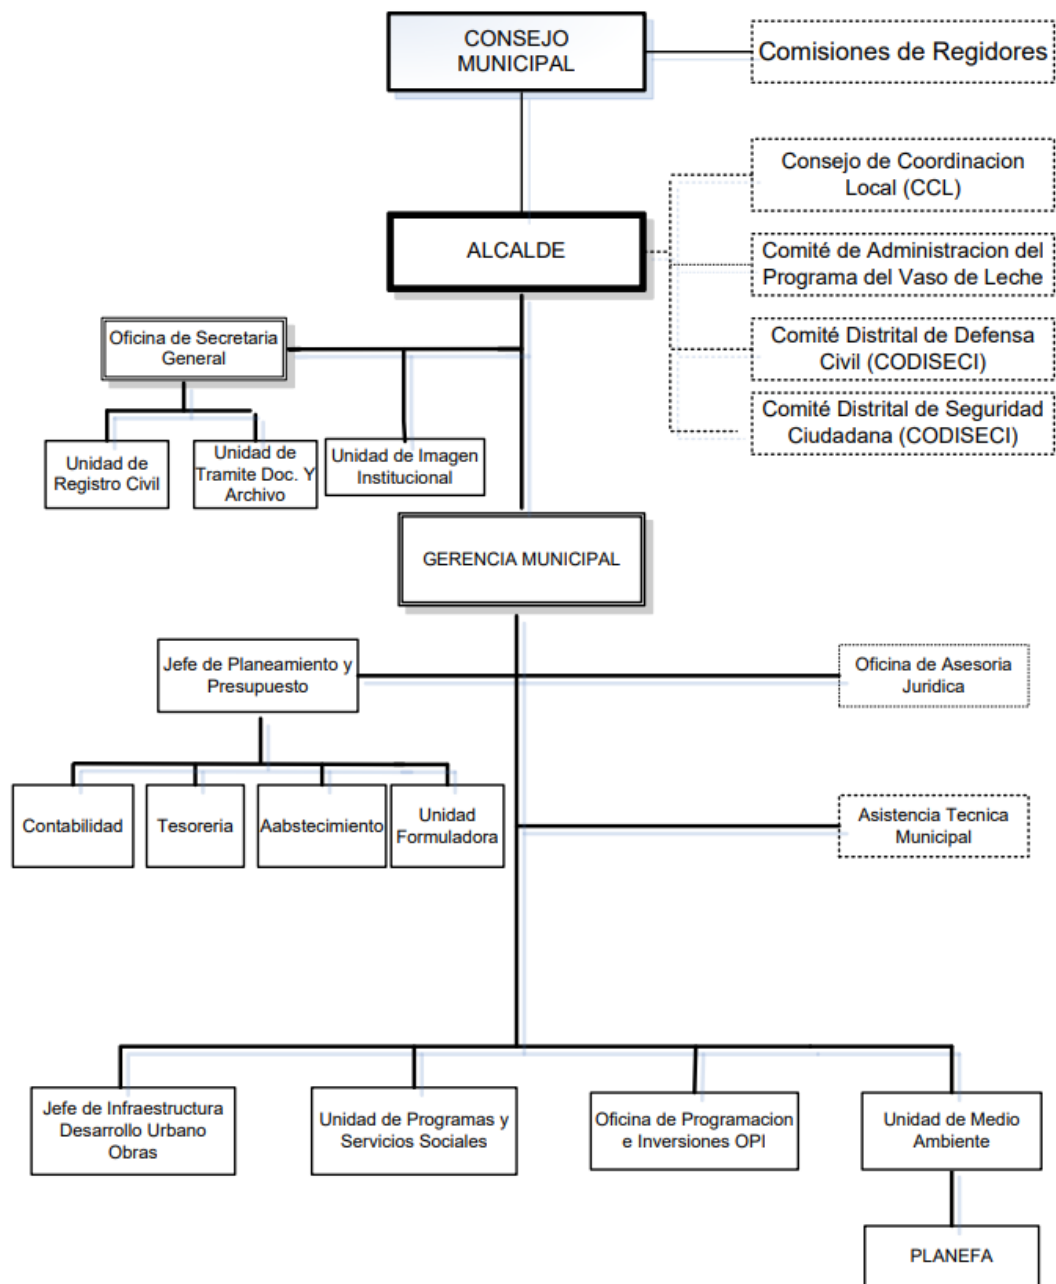 CONSEJO
MUNICIPAL
Comisiones de Regidores
Consejo de Coordinacion
Local (CCL)
ALCALDE
Comité de Administracion del
Programa del Vaso de Leche
Oficina de Secretaria
General
Comité Distrital de Defensa
Civil (CODISECI)
Comité Distrital de Seguridad
Ciudadana (CODISECI)
Unidad de
Registro Civil
Unidad de
Tramite Doc. Y
Archivo
Unidad de Imagen
Institucional
GERENCIA MUNICIPAL
Jefe de Planeamiento y
Presupuesto
Oficina de Asesoria
Juridica
Contabilidad
Tesoreria
Aabstecimiento
Unidad
Formuladora
Asistencia Tecnica
Municipal
Jefe de Infraestructura
Desarrollo Urbano
Obras
Unidad de Programas y
Servicios Sociales
Oficina de Programacion
e Inversiones OPI
Unidad de Medio
Ambiente
PLANEFA